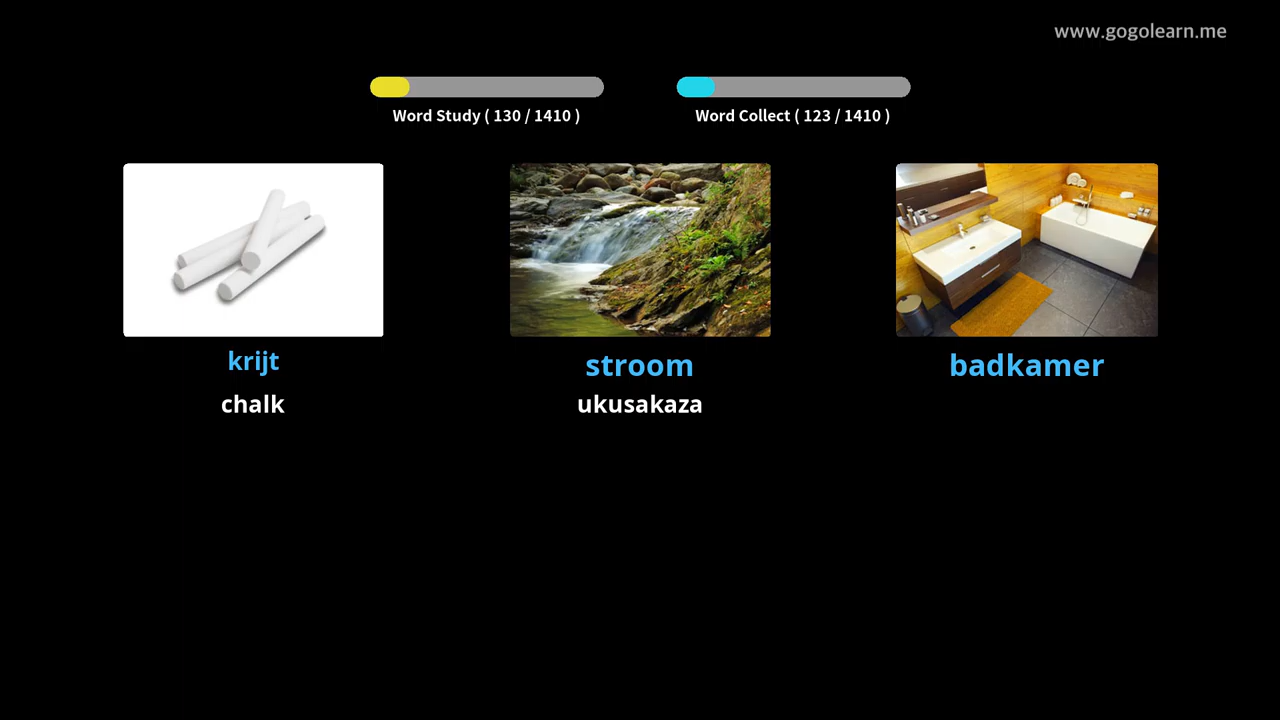 www.gogolearn.me
Word Study ( 130 / 1410 )
Word Collect ( 123 / 1410 )
krijt
stroom
badkamer
chalk
ukusakaza